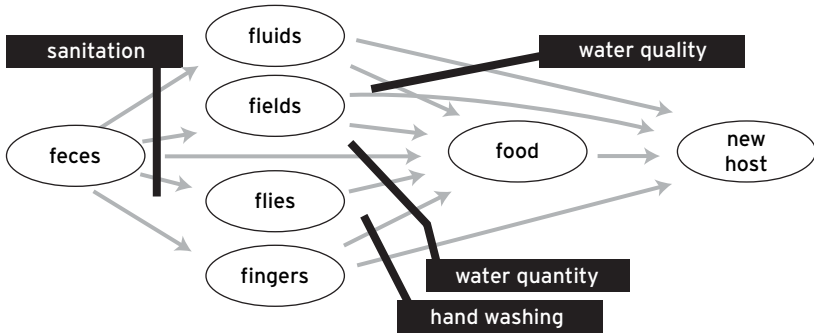 fluids
sanitation
water quality
fields
feces
food
new
host
flies
fingers
water quantity
hand washing